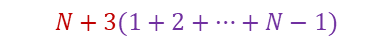 N + 3(1 + 2 + ⋯ + N − 1)